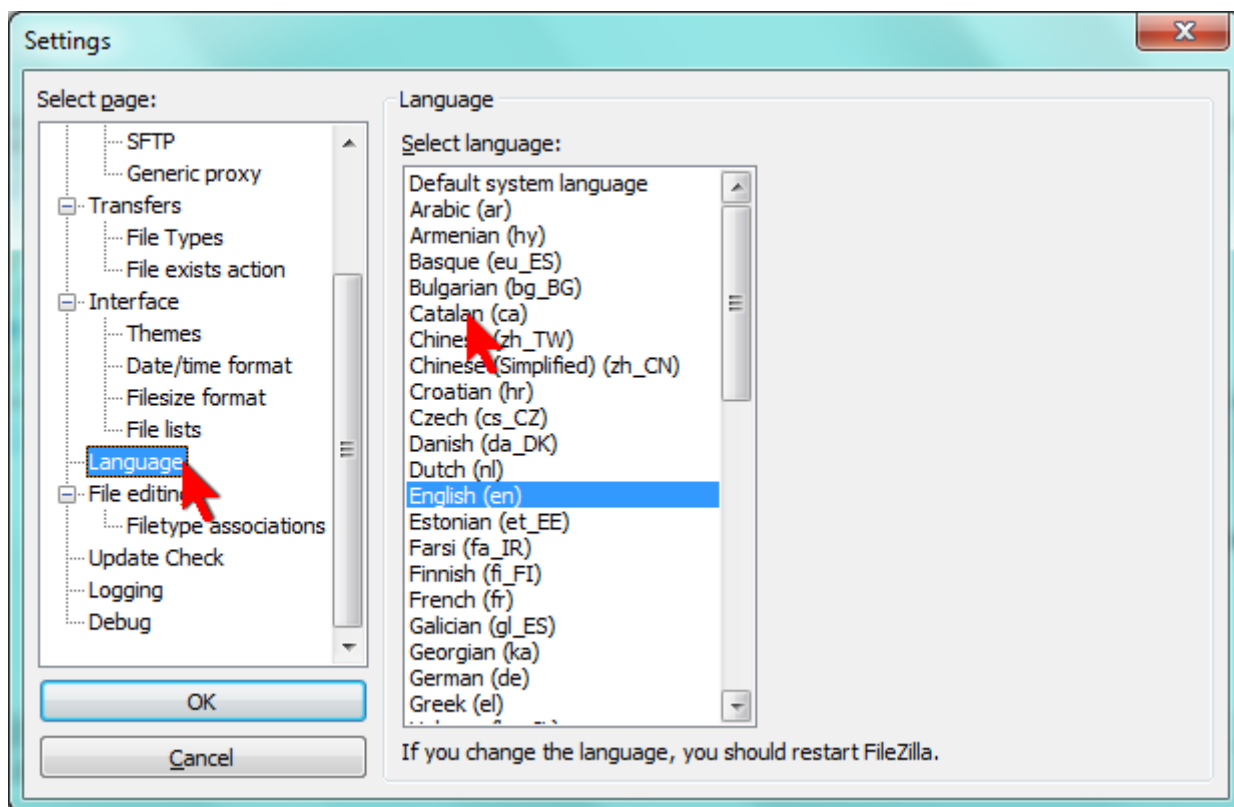 Settings
Select page:
SFTP
Generic proxy
Transfers
File Types
File exists action
Interface
Themes
Date/time format
Filesize format
File lists
Language
File editing
Filetype associations
Update Check
Logging
Debug
OK
Cancel
Language
Select language:
Default system language
Arabic (ar)
Armenian (hy)
Basque (eu_ES)
Bulgarian (bg_BG)
Catalan (ca)
Chinese (zh_TW)
Chinese (Simplified) (zh_CN)
Croatian (hr)
Czech (cs_CZ)
Danish (da_DK)
Dutch (nl)
English (en)
Estonian (et_EE)
Farsi (fa_IR)
Finnish (fi_FI)
French (fr)
Galician (gl_ES)
Georgian (ka)
German (de)
Greek (el)
If you change the language, you should restart FileZilla.